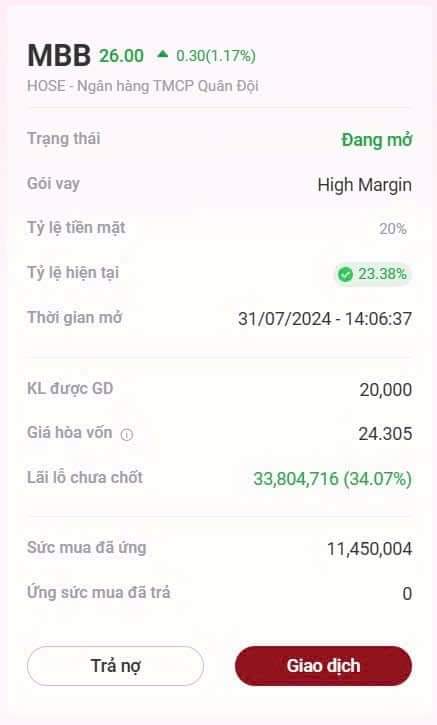 MBB 26.00 0.30(1.17%)
HOSE - Ngân hàng TMCP Quân Đội
Trạng thái Đang mở
Gói vay High Margin
Tỷ lệ tiền mặt 20%
Tỷ lệ hiện tại 23.38%
Thời gian mở 31/07/2024 - 14:06:37
KL được GD 20,000
Giá hòa vốn 24.305
Lãi lỗ chưa chốt 33,804,716 (34.07%)
Sức mua đã ứng 11,450,004
Ứng sức mua đã trả 0
Trả nợ Giao dịch